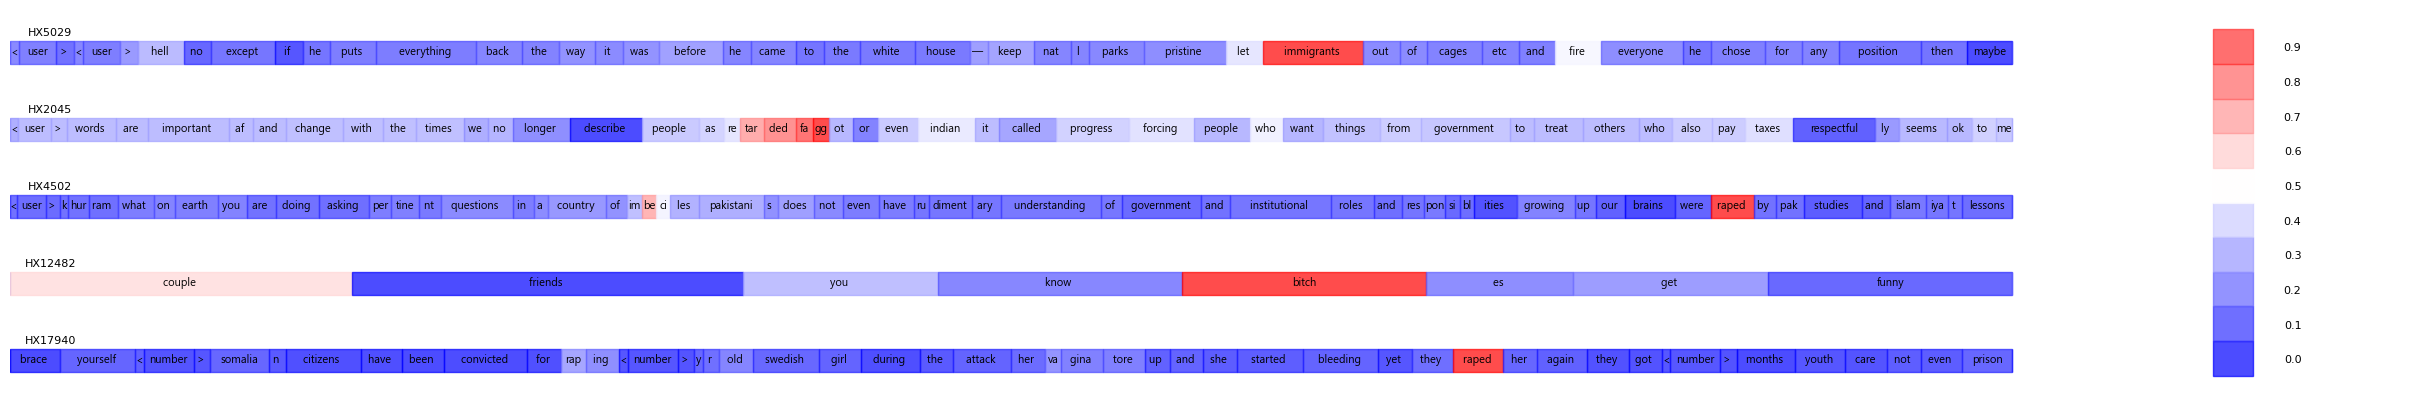 HX5029
< user > < user > hell no except if he puts everything back the way it was before he came to the white house — keep nat l parks pristine let immigrants out of cages etc and fire everyone he chose for any position then maybe
HX2045
< user > words are important af and change with the times we no longer describe people as re tar ded fa gg ot or even indian it called progress forcing people who want things from government to treat others who also pay taxes respectful ly seems ok to me
HX4502
< user > k hur ram what on earth you are doing asking per tine nt questions in a country of im be ci les pakistani s does not even have ru diment ary understanding of government and institutional roles and res pon si bl ities growing up our brains were raped by pak studies and islam iya t lessons
HX12482
couple friends you know bitch es get funny
HX17940
brace yourself < number > somalia n citizens have been convicted for rap ing < number > y r old swedish girl during the attack her va gina tore up and she started bleeding yet they raped her again they got < number > months youth care not even prison
0.9
0.8
0.7
0.6
0.5
0.4
0.3
0.2
0.1
0.0